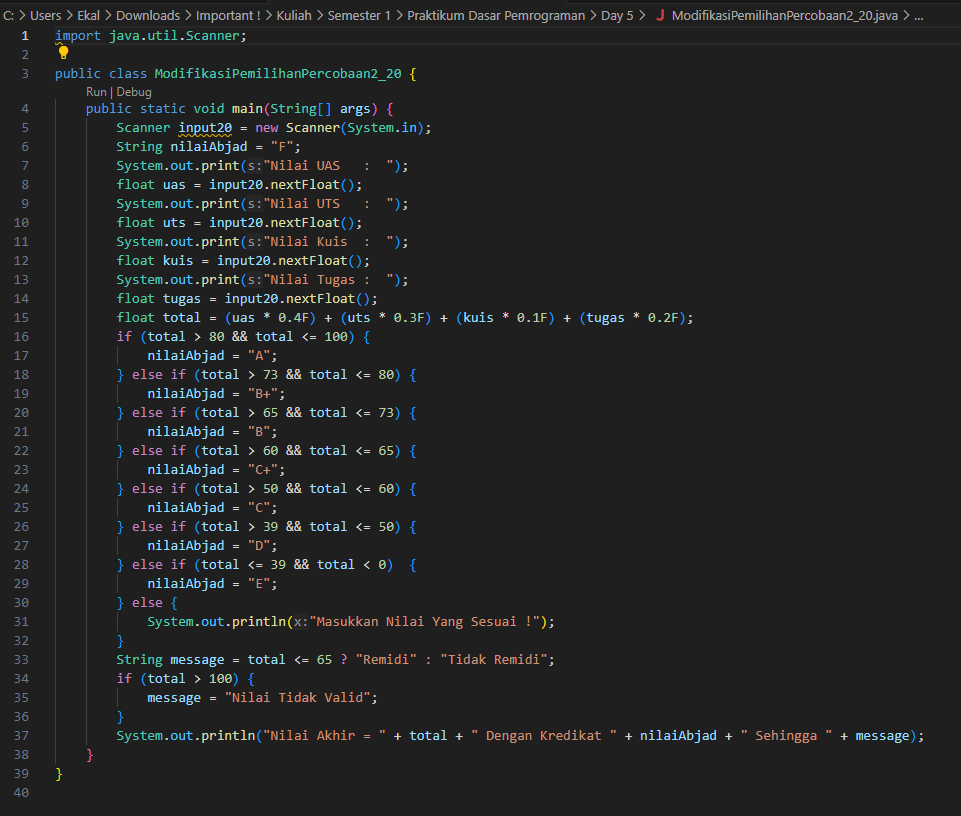 C: > Users > Ekal > Downloads > Important ! > Kuliah > Semester 1 > Praktikum Dasar Pemrograman > Day 5 > J ModifikasiPemilihanPercobaan2_20.java > ...
1 import java.util.Scanner;
2
3 public class ModifikasiPemilihanPercobaan2_20 {
Run | Debug
4     public static void main(String[] args) {
5         Scanner input20 = new Scanner(System.in);
6         String nilaiAbjad = "F";
7         System.out.print(s:"Nilai UAS   :  ");
8         float uas = input20.nextFloat();
9         System.out.print(s:"Nilai UTS   :  ");
10         float uts = input20.nextFloat();
11         System.out.print(s:"Nilai Kuis  :  ");
12         float kuis = input20.nextFloat();
13         System.out.print(s:"Nilai Tugas :  ");
14         float tugas = input20.nextFloat();
15         float total = (uas * 0.4F) + (uts * 0.3F) + (kuis * 0.1F) + (tugas * 0.2F);
16         if (total > 80 && total <= 100) {
17             nilaiAbjad = "A";
18         } else if (total > 73 && total <= 80) {
19             nilaiAbjad = "B+";
20         } else if (total > 65 && total <= 73) {
21             nilaiAbjad = "B";
22         } else if (total > 60 && total <= 65) {
23             nilaiAbjad = "C+";
24         } else if (total > 50 && total <= 60) {
25             nilaiAbjad = "C";
26         } else if (total > 39 && total <= 50) {
27             nilaiAbjad = "D";
28         } else if (total <= 39 && total < 0)  {
29             nilaiAbjad = "E";
30         } else {
31             System.out.println(x:"Masukkan Nilai Yang Sesuai !");
32         }
33         String message = total <= 65 ? "Remidi" : "Tidak Remidi";
34         if (total > 100) {
35             message = "Nilai Tidak Valid";
36         }
37         System.out.println("Nilai Akhir = " + total + " Dengan Kredikat " + nilaiAbjad + " Sehingga " + message);
38     }
39 }
40